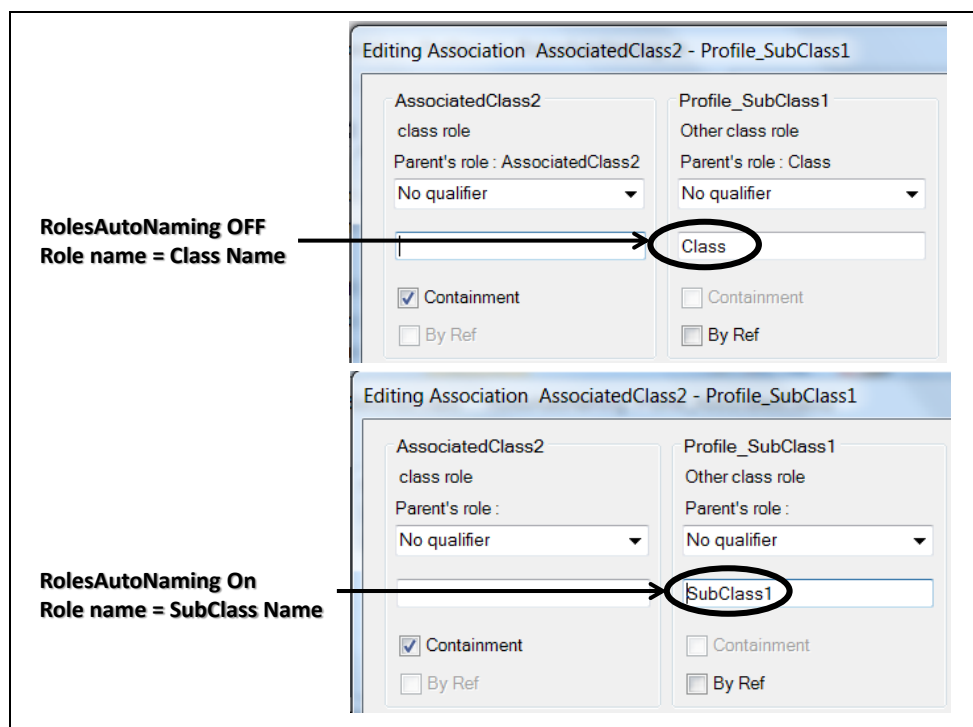 Editing Association AssociatedClass2 - Profile_SubClass1
AssociatedClass2
class role
Parent's role : AssociatedClass2
No qualifier
Containment
By Ref
Profile_SubClass1
Other class role
Parent's role : Class
No qualifier
Class
Containment
By Ref
RolesAutoNaming OFF
Role name = Class Name
Editing Association AssociatedClass2 - Profile_SubClass1
AssociatedClass2
class role
Parent's role :
No qualifier
Containment
By Ref
Profile_SubClass1
Other class role
Parent's role :
No qualifier
SubClass1
Containment
By Ref
RolesAutoNaming On
Role name = SubClass Name